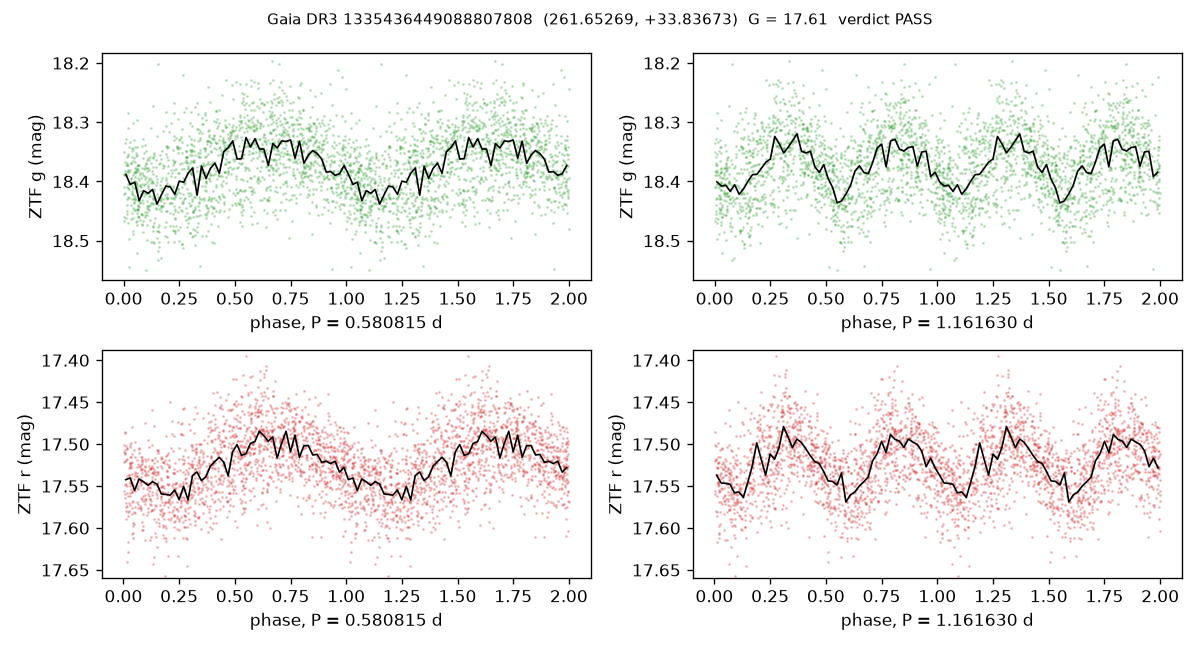 Gaia DR3 1335436449088807808 (261.65269, +33.83673) G = 17.61 verdict PASS
18.2
18.3
18.4
18.5
ZTF g (mag)
0.00 0.25 0.50 0.75 1.00 1.25 1.50 1.75 2.00
phase, P = 0.580815 d
18.2
18.3
18.4
18.5
ZTF g (mag)
0.00 0.25 0.50 0.75 1.00 1.25 1.50 1.75 2.00
phase, P = 1.161630 d
17.40
17.45
17.50
17.55
17.60
17.65
ZTF r (mag)
0.00 0.25 0.50 0.75 1.00 1.25 1.50 1.75 2.00
phase, P = 0.580815 d
17.40
17.45
17.50
17.55
17.60
17.65
ZTF r (mag)
0.00 0.25 0.50 0.75 1.00 1.25 1.50 1.75 2.00
phase, P = 1.161630 d